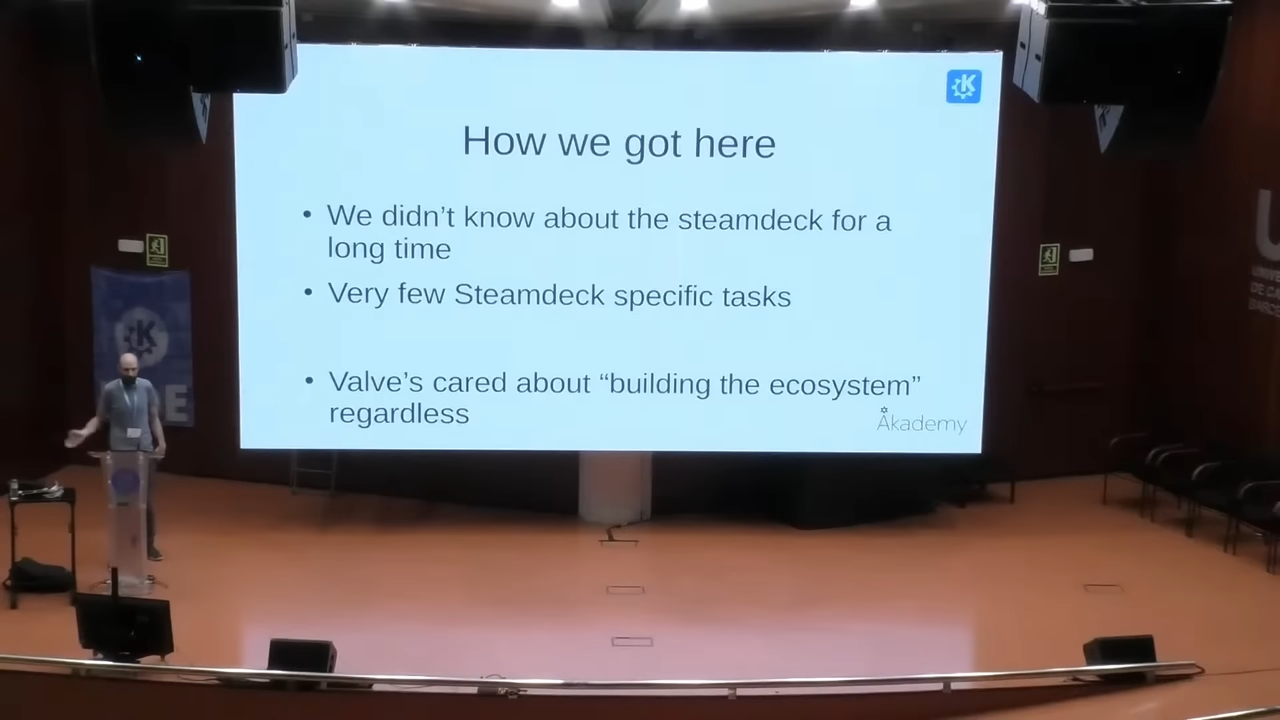 How we got here
• We didn't know about the steamdeck for a
long time
• Very few Steamdeck specific tasks
• Valve's cared about “building the ecosystem”
regardless
Akademy
K
K
DE
U